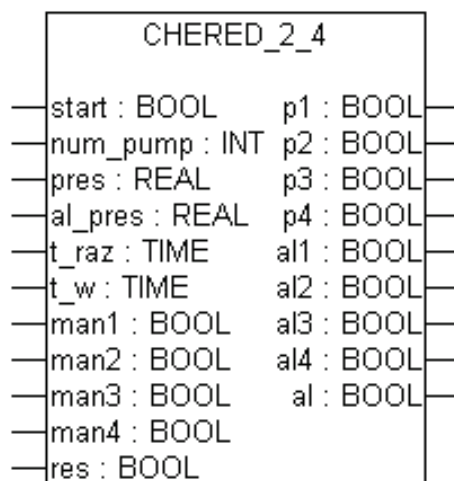 CHERED_2_4
start : BOOL p1 : BOOL
num_pump : INT p2 : BOOL
pres : REAL p3 : BOOL
al_pres : REAL p4 : BOOL
t_raz : TIME al1 : BOOL
t_w : TIME al2 : BOOL
man1 : BOOL al3 : BOOL
man2 : BOOL al4 : BOOL
man3 : BOOL al : BOOL
man4 : BOOL
res : BOOL